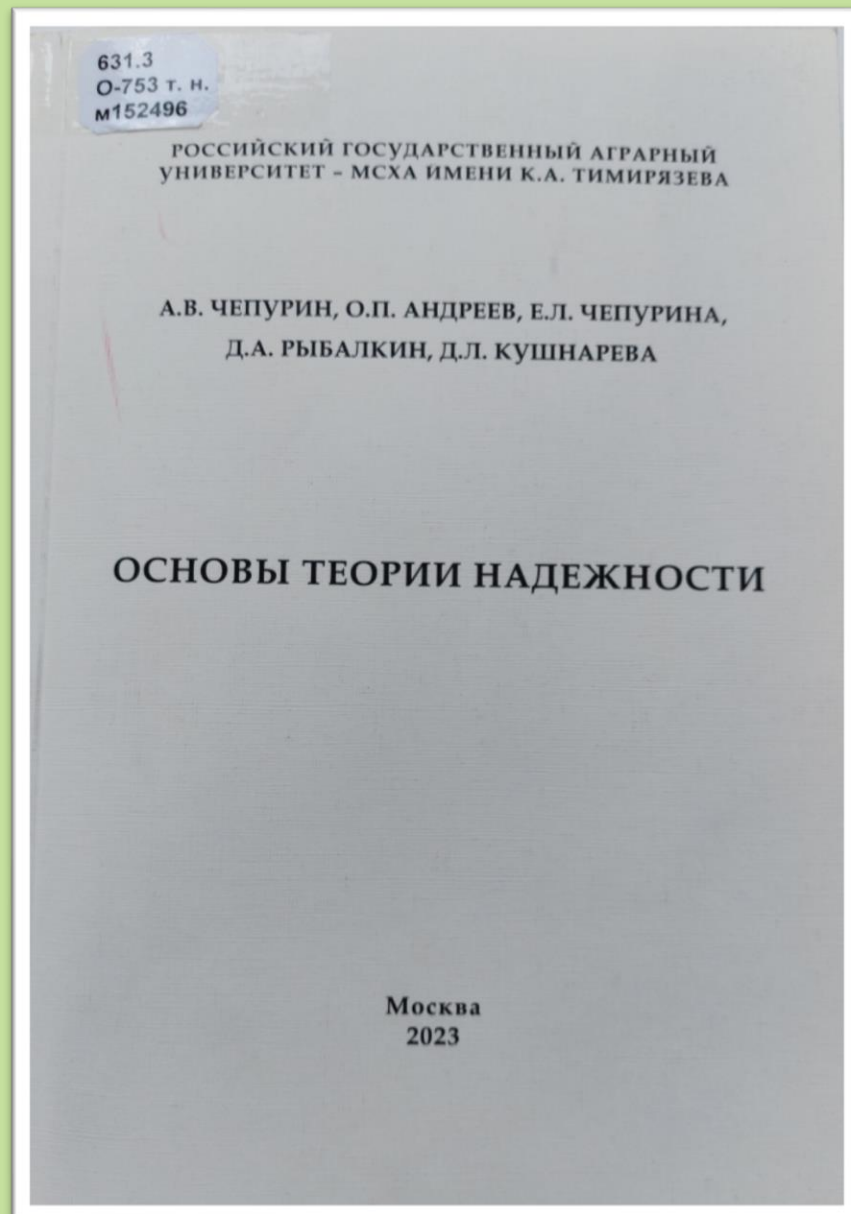 631.3
О-753 т. н.
м152496
РОССИЙСКИЙ ГОСУДАРСТВЕННЫЙ АГРАРНЫЙ
УНИВЕРСИТЕТ – МСХА ИМЕНИ К.А. ТИМИРЯЗЕВА
А.В. ЧЕПУРИН, О.П. АНДРЕЕВ, Е.Л. ЧЕПУРИНА,
Д.А. РЫБАЛКИН, Д.Л. КУШНАРЕВА
ОСНОВЫ ТЕОРИИ НАДЕЖНОСТИ
Москва
2023